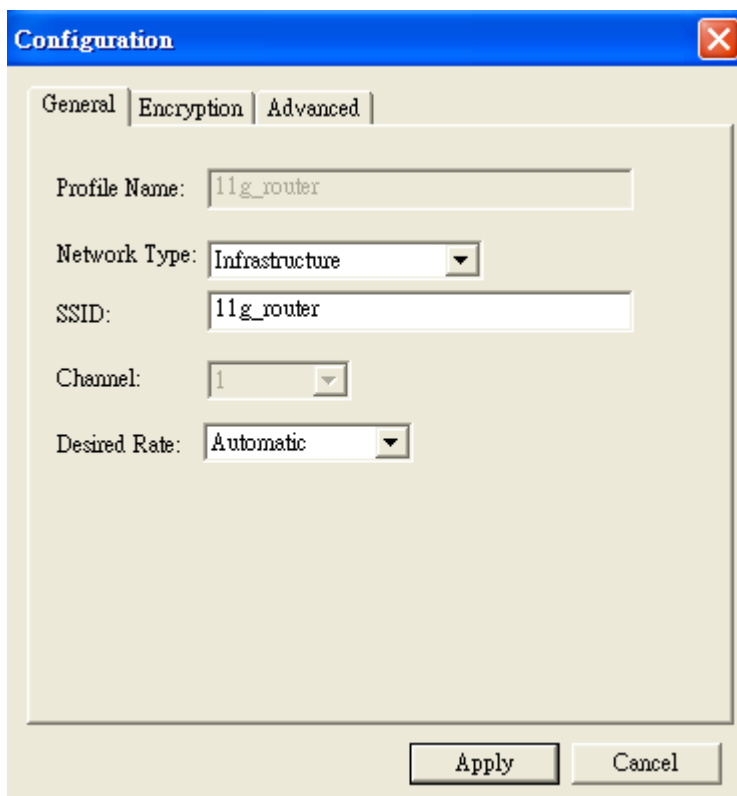 Configuration
General Encryption Advanced
Profile Name: 11g_router
Network Type: Infrastructure
SSID: 11g_router
Channel: 1
Desired Rate: Automatic
Apply Cancel